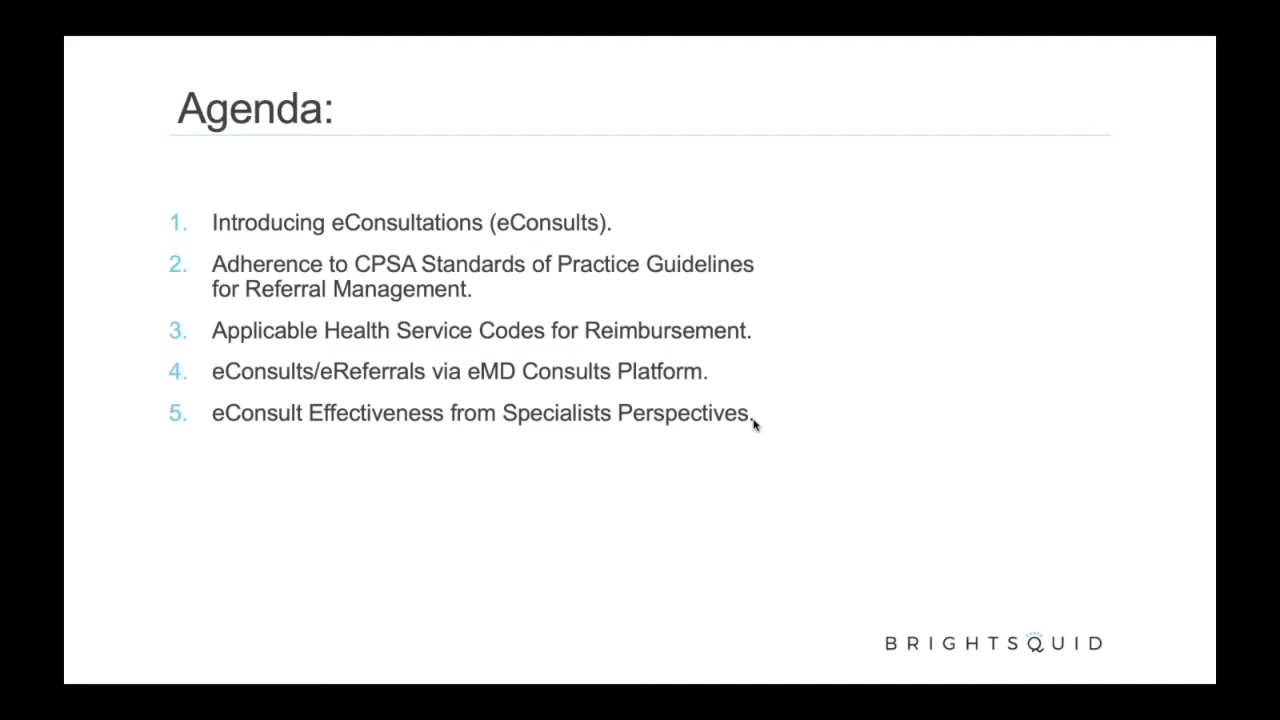 Agenda:
1. Introducing eConsultations (eConsults).
2. Adherence to CPSA Standards of Practice Guidelines
for Referral Management.
3. Applicable Health Service Codes for Reimbursement.
4. eConsults/eReferrals via eMD Consults Platform.
5. eConsult Effectiveness from Specialists Perspectives.
BRIGHTSQUID